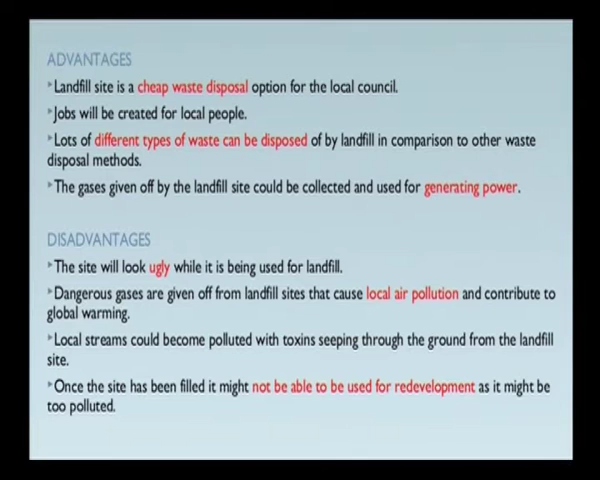 ADVANTAGES
Landfill site is a cheap waste disposal option for the local council.
Jobs will be created for local people.
Lots of different types of waste can be disposed of by landfill in comparison to other waste
disposal methods.
The gases given off by the landfill site could be collected and used for generating power.
DISADVANTAGES
The site will look ugly while it is being used for landfill.
Dangerous gases are given off from landfill sites that cause local air pollution and contribute to
global warming.
Local streams could become polluted with toxins seeping through the ground from the landfill
site.
Once the site has been filled it might not be able to be used for redevelopment as it might be
too polluted.